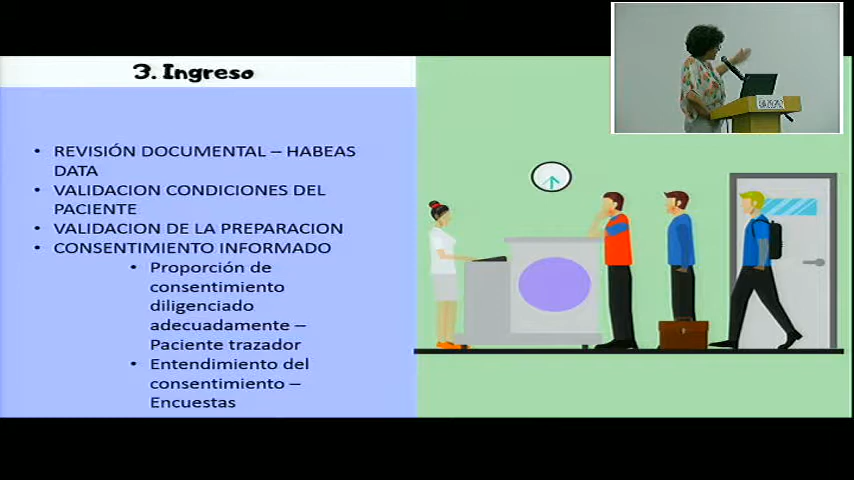 3. Ingreso
• REVISIÓN DOCUMENTAL – HABEAS
DATA
• VALIDACION CONDICIONES DEL
PACIENTE
• VALIDACION DE LA PREPARACION
• CONSENTIMIENTO INFORMADO
• Proporción de
consentimiento
diligenciado
adecuadamente –
Paciente trazador
• Entendimiento del
consentimiento –
Encuestas